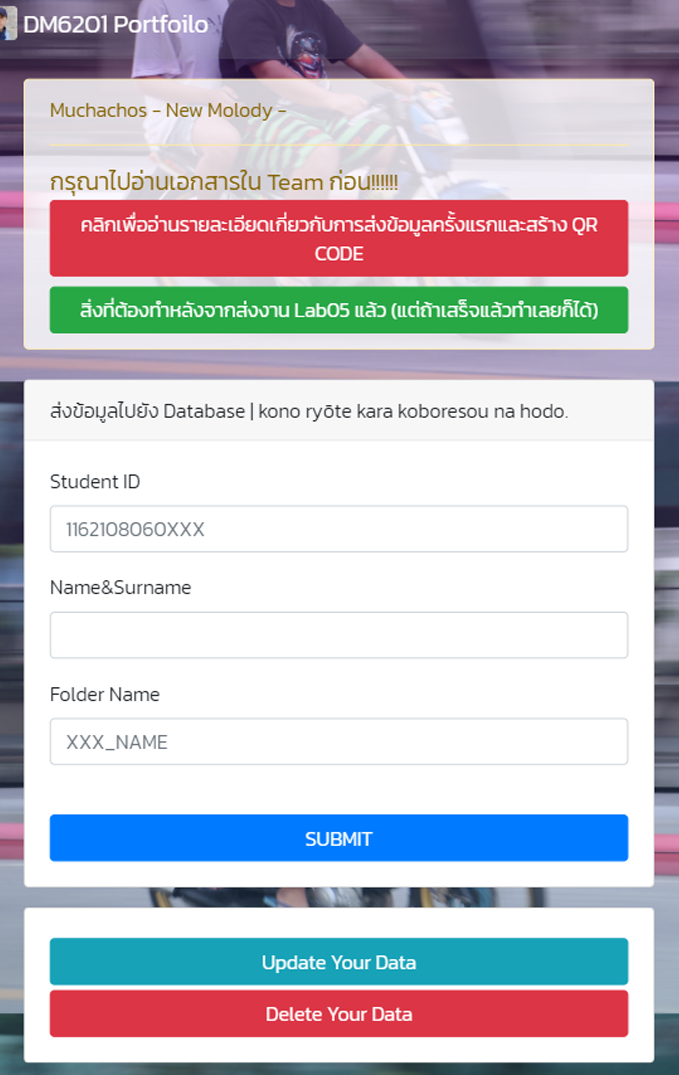 DM6201 Portfoilo
Muchachos - New Molody -
กรุณาไปอ่านเอกสารใน Team ก่อน!!!!!!
คลิกเพื่ออ่านรายละเอียดเกี่ยวกับการส่งข้อมูลครั้งแรกและสร้าง QR
CODE
สิ่งที่ต้องทำหลังจากส่งงาน Lab05 แล้ว (แต่ถ้าเสร็จแล้วทำเลยก็ได้)
ส่งข้อมูลไปยัง Database | kono ryōte kara koboresou na hodo.
Student ID
1162108060XXX
Name&Surname
Folder Name
XXX_NAME
SUBMIT
Update Your Data
Delete Your Data